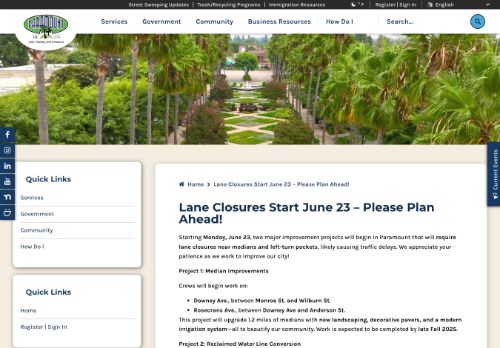 Street Sweeping Updates | Trash/Recycling Programs | Immigration Resources
° F | Register | Sign In | English
PARAMOUNT
Services Government Community Business Resources How Do I Search...
Current Events
Quick Links
Services
Government
Community
How Do I
Quick Links
Home
Register | Sign In
Home > Lane Closures Start June 23 – Please Plan Ahead!
Lane Closures Start June 23 – Please Plan
Ahead!
Starting Monday, June 23, two major improvement projects will begin in Paramount that will require
lane closures near medians and left-turn pockets, likely causing traffic delays. We appreciate your
patience as we work to improve our city!
Project 1: Median Improvements
Crews will begin work on:
• Downey Ave., between Monroe St. and Wilburn St.
• Rosecrans Ave., between Downey Ave and Anderson St.
This project will upgrade 1.2 miles of medians with new landscaping, decorative pavers, and a modern
irrigation system—all to beautify our community. Work is expected to be completed by late Fall 2025.
Project 2: Reclaimed Water Line Conversion